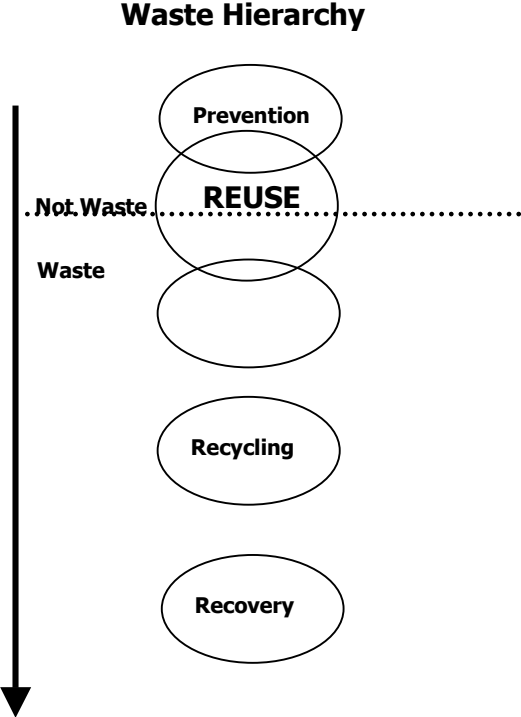 Waste Hierarchy
Prevention
REUSE
Not Waste
Waste
Recycling
Recovery